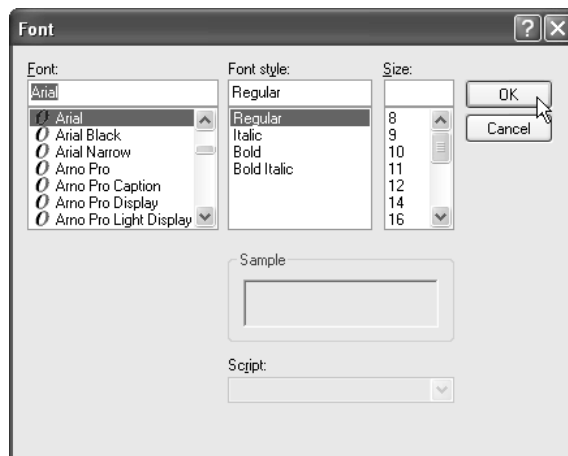 Font
Font:
Arial
Arial
Arial Black
Arial Narrow
Arno Pro
Arno Pro Caption
Arno Pro Display
Arno Pro Light Display
Font style:
Regular
Regular
Italic
Bold
Bold Italic
Size:
8
9
10
11
12
14
16
OK
Cancel
Sample
Script: